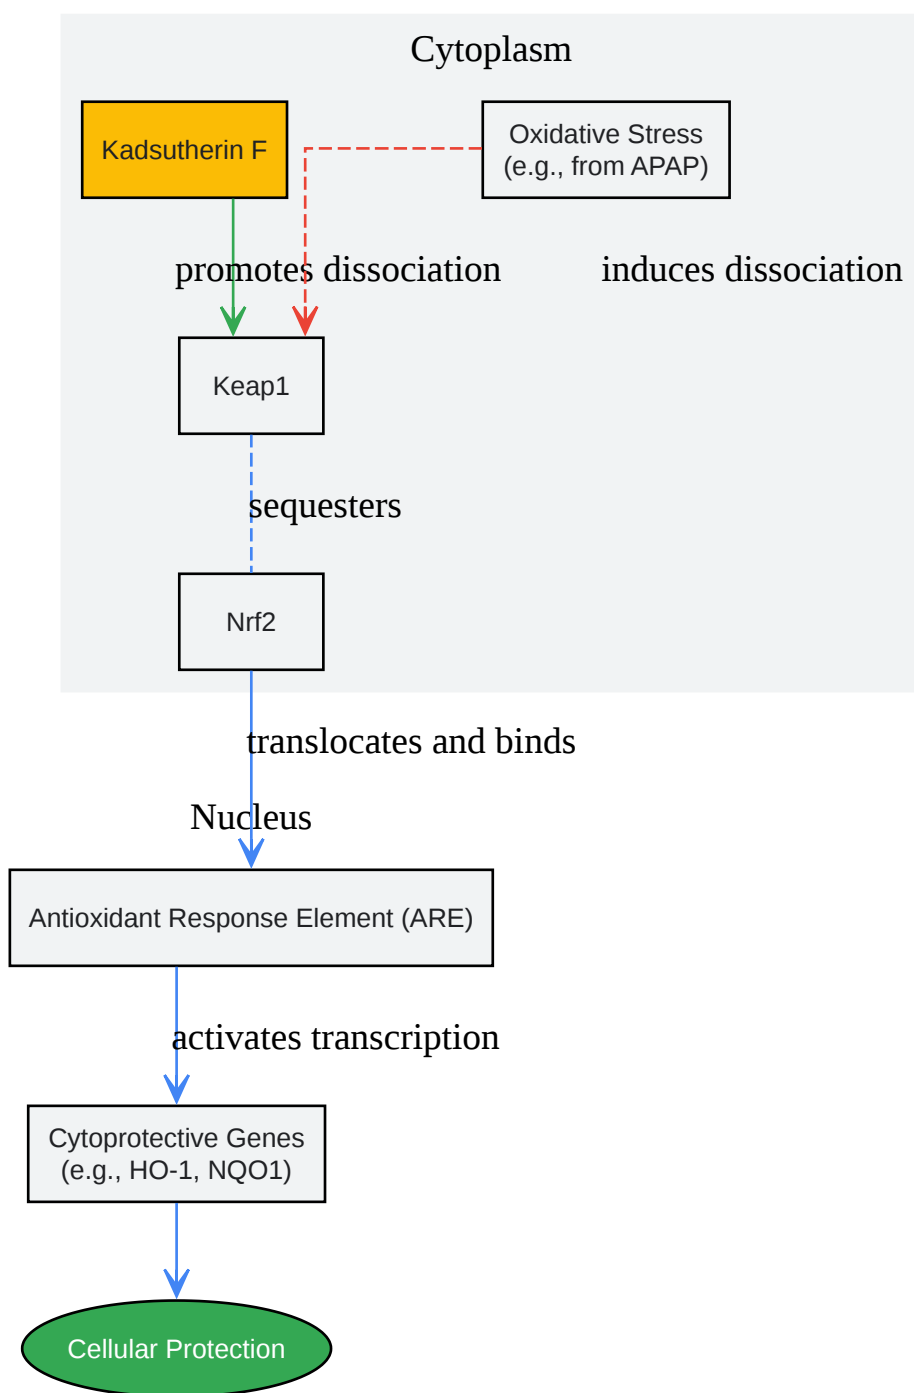 Cytoplasm
Kadsutherin F
Oxidative Stress
(e.g., from APAP)
promotes dissociation
induces dissociation
Keap1
sequesters
Nrf2
translocates and binds
Nucleus
Antioxidant Response Element (ARE)
activates transcription
Cytoprotective Genes
(e.g., HO-1, NQO1)
Cellular Protection